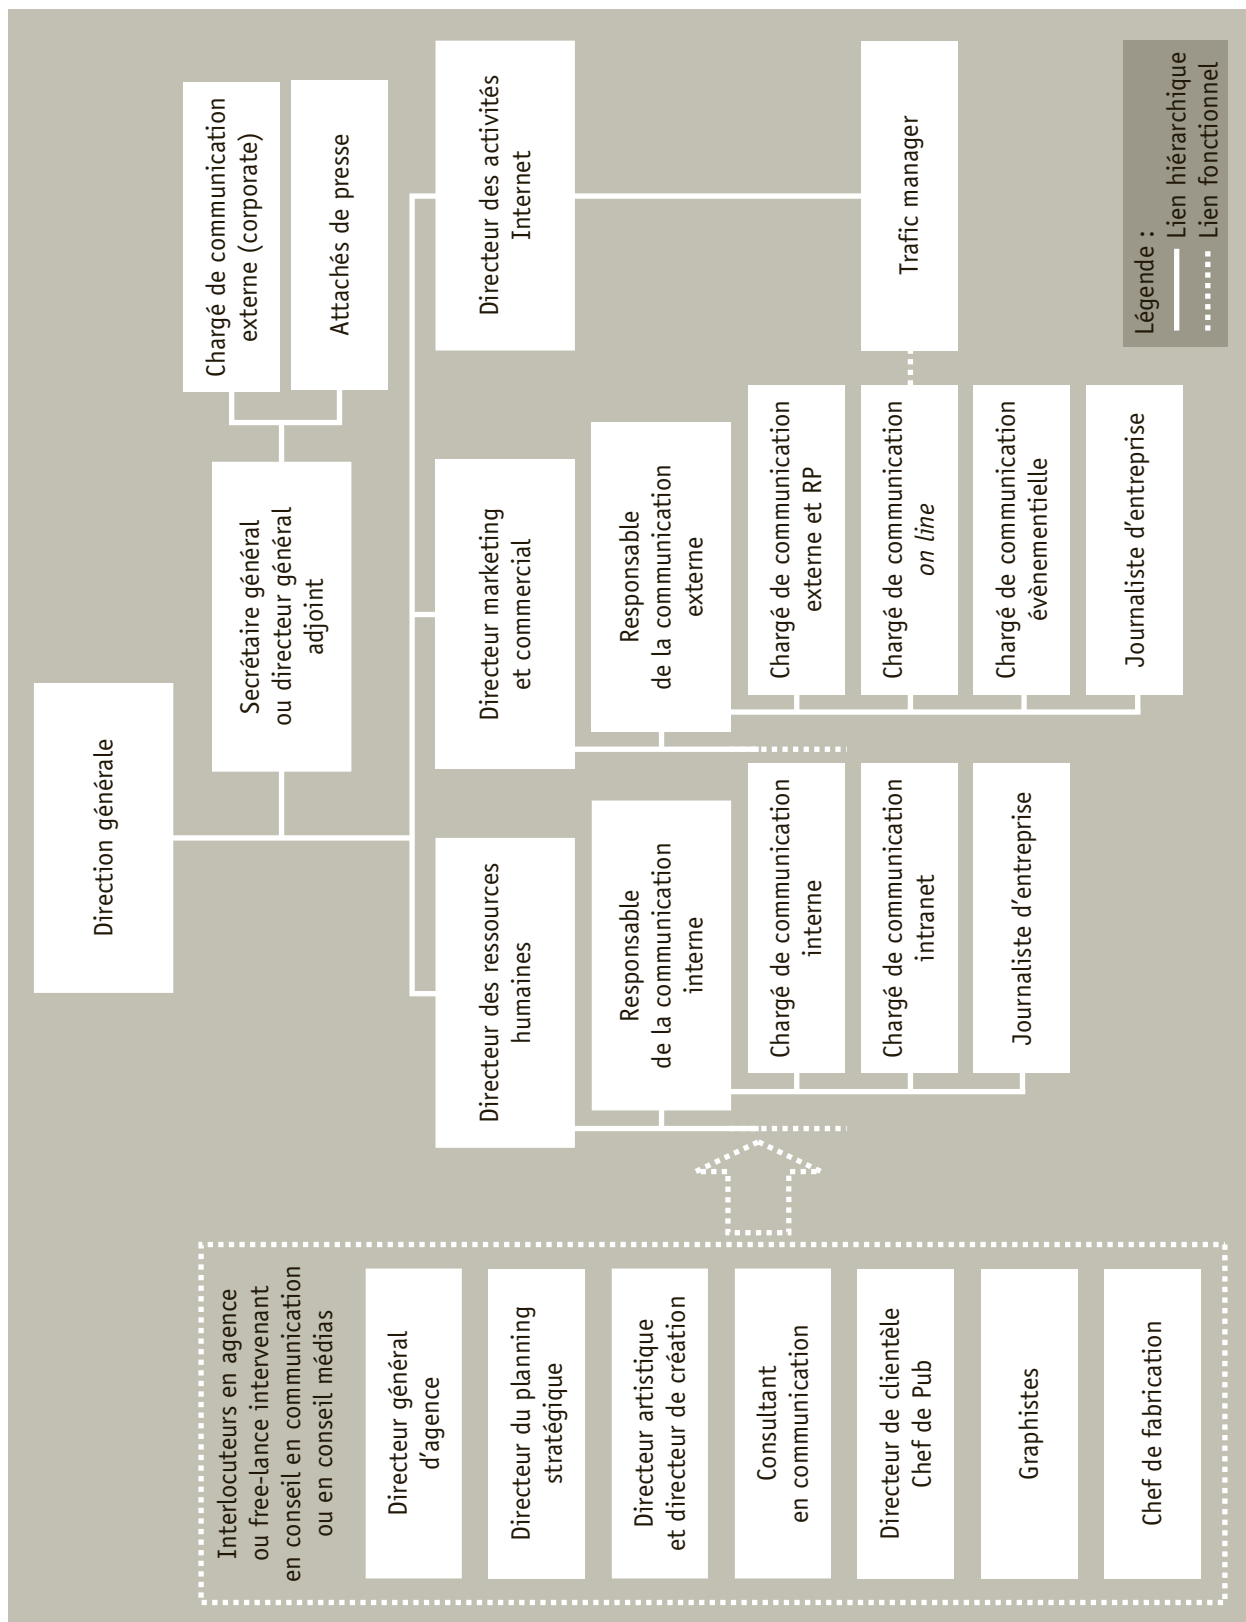 Direction générale
Secrétaire général
ou directeur général
adjoint
Chargé de communication
externe (corporate)
Attachés de presse
Directeur des ressources
humaines
Directeur marketing
et commercial
Directeur des activités
Internet
Responsable
de la communication
interne
Chargé de communication
interne
Chargé de communication
intranet
Journaliste d'entreprise
Responsable
de la communication
externe
Chargé de communication
externe et RP
Chargé de communication
on line
Chargé de communication
évènementielle
Journaliste d'entreprise
Trafic manager
Interlocuteurs en agence
ou free-lance intervenant
en conseil en communication
ou en conseil médias
Directeur général
d'agence
Directeur du planning
stratégique
Directeur artistique
et directeur de création
Consultant
en communication
Directeur de clientèle
Chef de Pub
Graphistes
Chef de fabrication
Légende :
Lien hiérarchique
Lien fonctionnel